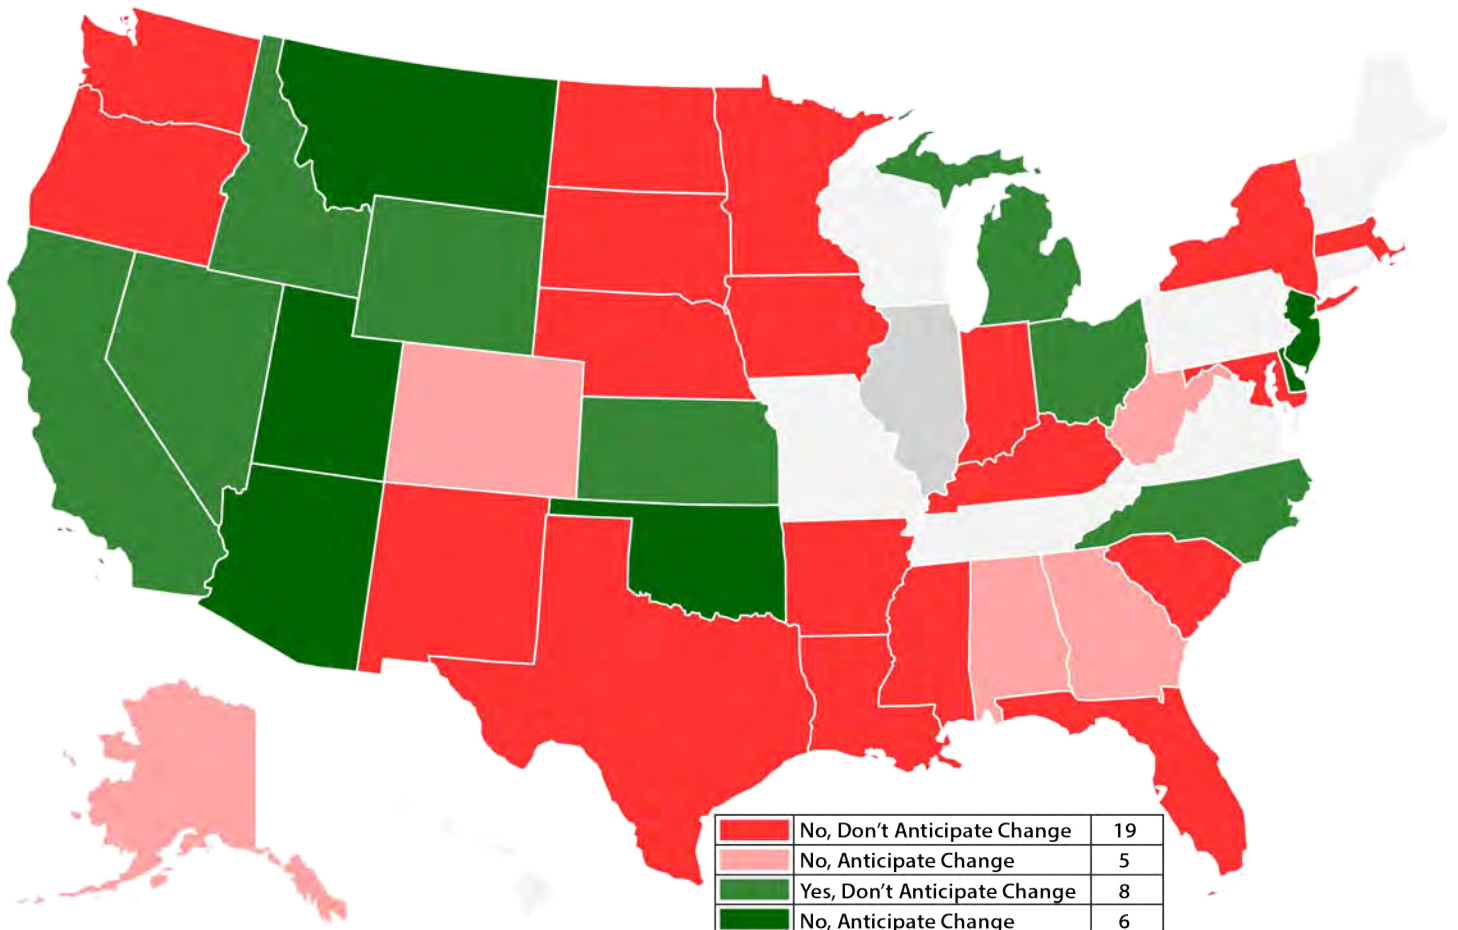 No, Don't Anticipate Change 19
No, Anticipate Change 5
Yes, Don't Anticipate Change 8
No, Anticipate Change 6